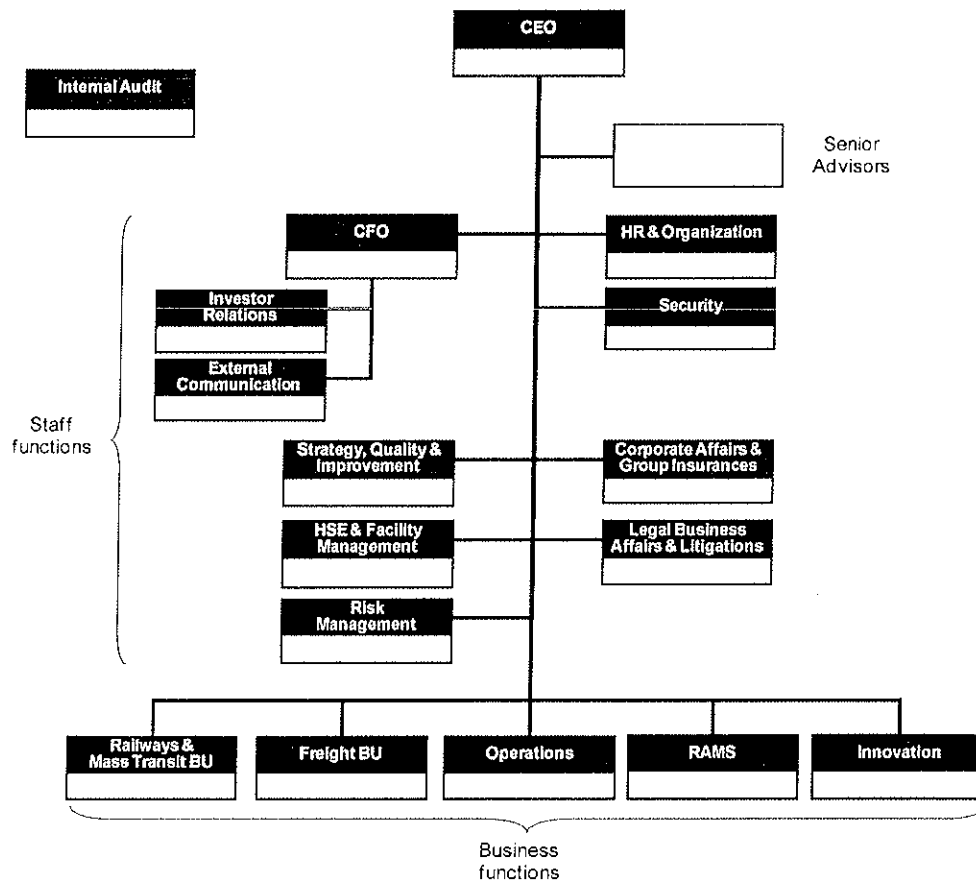 CEO
Internal Audit
Senior
Advisors
CFO
HR & Organization
Investor
Relations
Security
External
Communication
Staff
functions
Strategy, Quality &
Improvement
Corporate Affairs &
Group Insurances
HSE & Facility
Management
Legal Business
Affairs & Litigations
Risk
Management
Railways &
Mass Transit BU
Freight BU
Operations
RAMS
Innovation
Business
functions